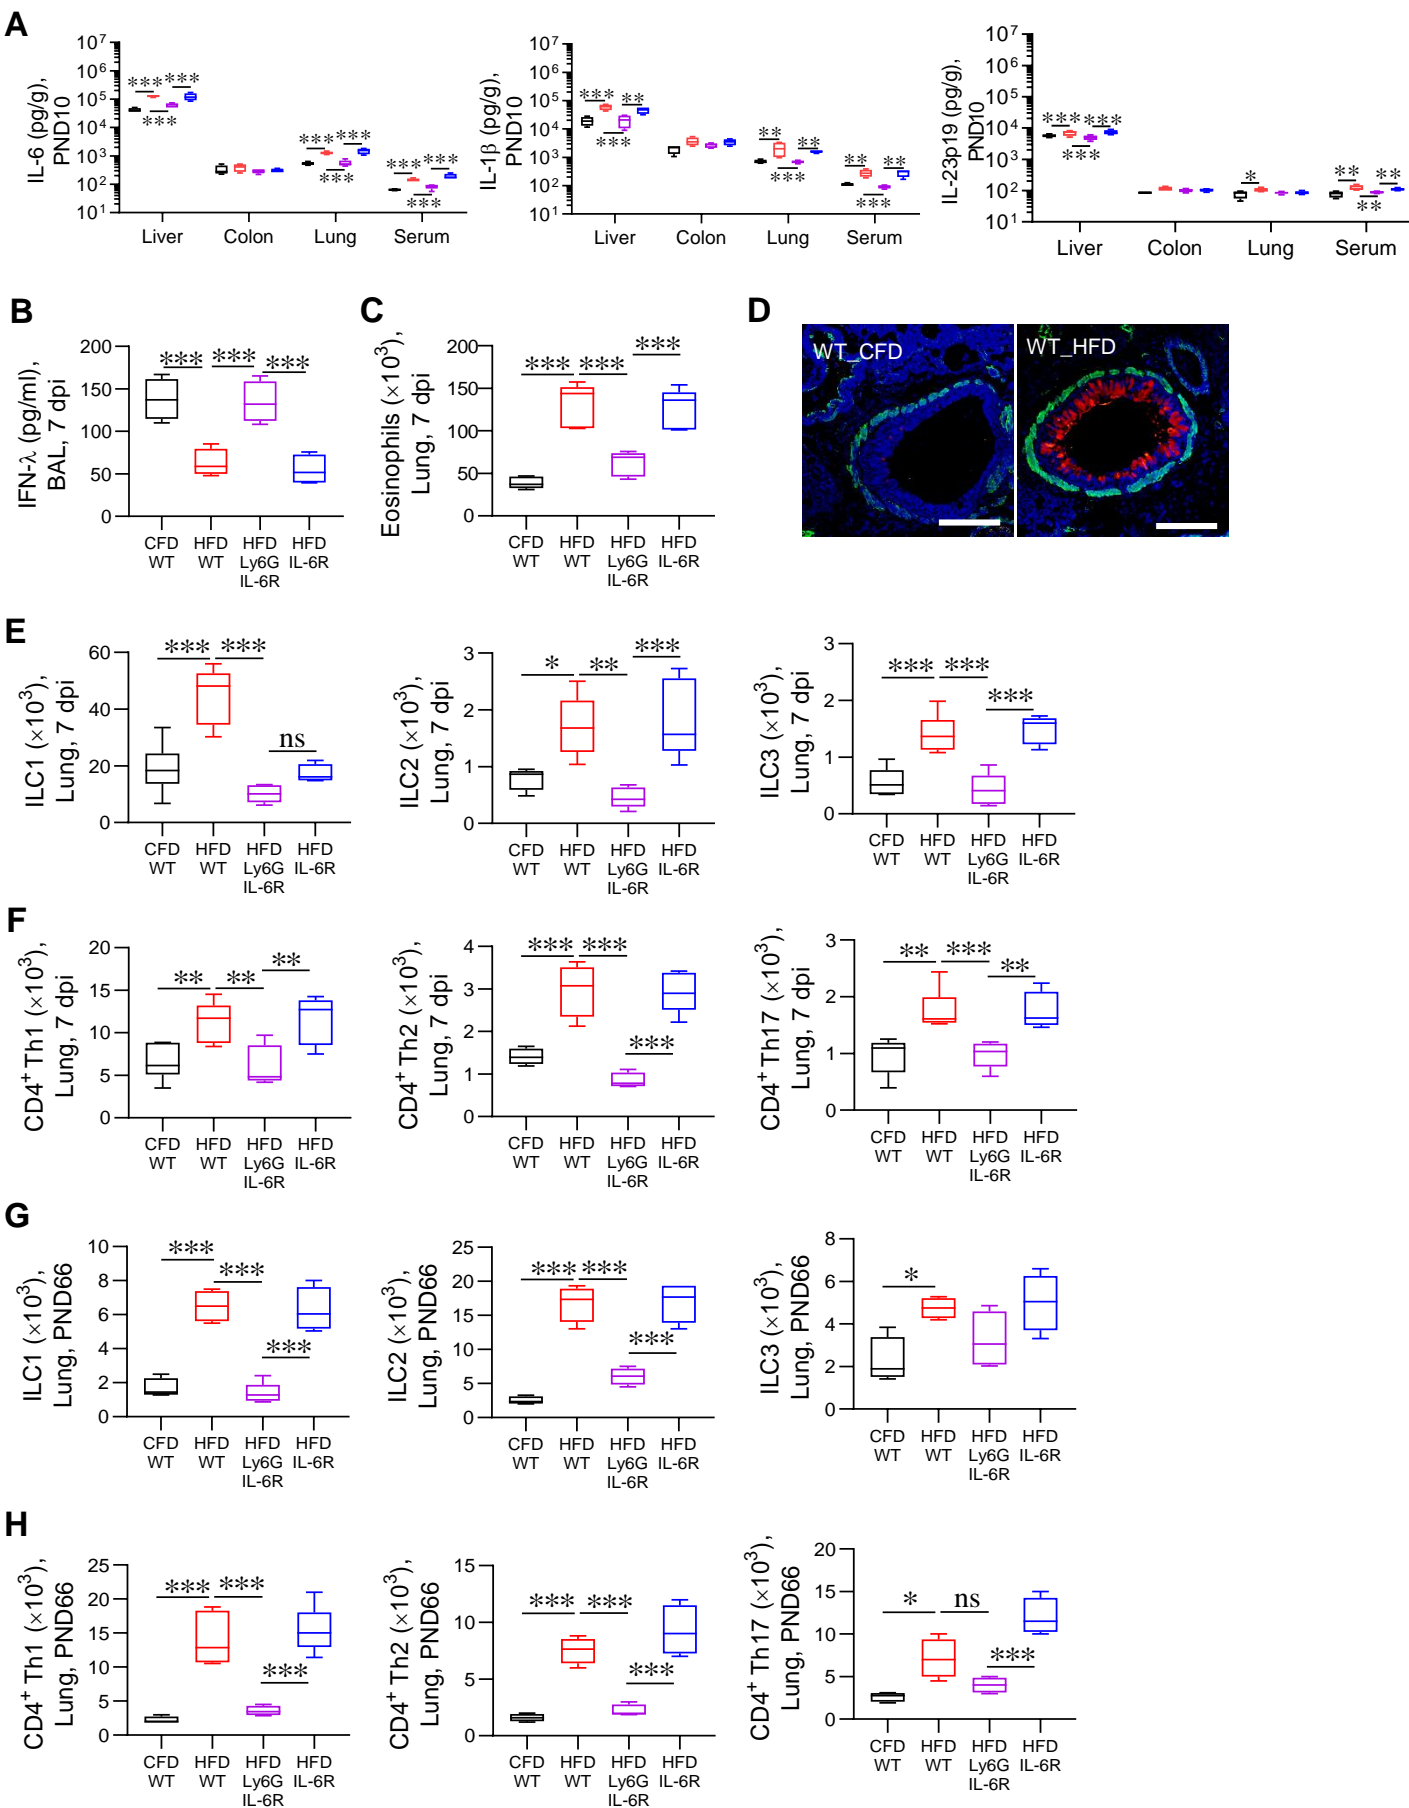 A
IL-6 (pg/g),
PND10
10⁷
10⁶
10⁵
10⁴
10³
10²
10¹
*** ***
***
*** ***
***
*** ***
***
Liver Colon Lung Serum
IL-1β (pg/g),
PND10
10⁷
10⁶
10⁵
10⁴
10³
10²
10¹
*** **
***
** **
***
** **
***
Liver Colon Lung Serum
IL-23p19 (pg/g),
PND10
10⁷
10⁶
10⁵
10⁴
10³
10²
10¹
*** ***
***
*
** **
**
Liver Colon Lung Serum
B
IFN-λ (pg/ml),
BAL, 7 dpi
200
150
100
50
0
*** *** ***
CFD HFD HFD HFD
WT WT Ly6G IL-6R
IL-6R
C
Eosinophils (×10³),
Lung, 7 dpi
200
150
100
50
0
*** *** ***
CFD HFD HFD HFD
WT WT Ly6G IL-6R
IL-6R
D
WT_CFD
WT_HFD
E
ILC1 (×10³),
Lung, 7 dpi
60
40
20
0
*** ***
ns
CFD HFD HFD HFD
WT WT Ly6G IL-6R
IL-6R
ILC2 (×10³),
Lung, 7 dpi
3
2
1
0
* ** ***
CFD HFD HFD HFD
WT WT Ly6G IL-6R
IL-6R
ILC3 (×10³),
Lung, 7 dpi
3
2
1
0
*** ***
***
CFD HFD HFD HFD
WT WT Ly6G IL-6R
IL-6R
F
CD4⁺ Th1 (×10³),
Lung, 7 dpi
20
15
10
5
0
** ** **
CFD HFD HFD HFD
WT WT Ly6G IL-6R
IL-6R
CD4⁺ Th2 (×10³),
Lung, 7 dpi
4
3
2
1
0
*** ***
***
CFD HFD HFD HFD
WT WT Ly6G IL-6R
IL-6R
CD4⁺ Th17 (×10³),
Lung, 7 dpi
3
2
1
0
** *** **
CFD HFD HFD HFD
WT WT Ly6G IL-6R
IL-6R
G
ILC1 (×10³),
Lung, PND66
10
8
6
4
2
0
*** ***
***
CFD HFD HFD HFD
WT WT Ly6G IL-6R
IL-6R
ILC2 (×10³),
Lung, PND66
25
20
15
10
5
0
*** ***
***
CFD HFD HFD HFD
WT WT Ly6G IL-6R
IL-6R
ILC3 (×10³),
Lung, PND66
8
6
4
2
0
*
CFD HFD HFD HFD
WT WT Ly6G IL-6R
IL-6R
H
CD4⁺ Th1 (×10³),
Lung, PND66
25
20
15
10
5
0
*** ***
***
CFD HFD HFD HFD
WT WT Ly6G IL-6R
IL-6R
CD4⁺ Th2 (×10³),
Lung, PND66
15
10
5
0
*** ***
***
CFD HFD HFD HFD
WT WT Ly6G IL-6R
IL-6R
CD4⁺ Th17 (×10³),
Lung, PND66
20
15
10
5
0
* ns
***
CFD HFD HFD HFD
WT WT Ly6G IL-6R
IL-6R